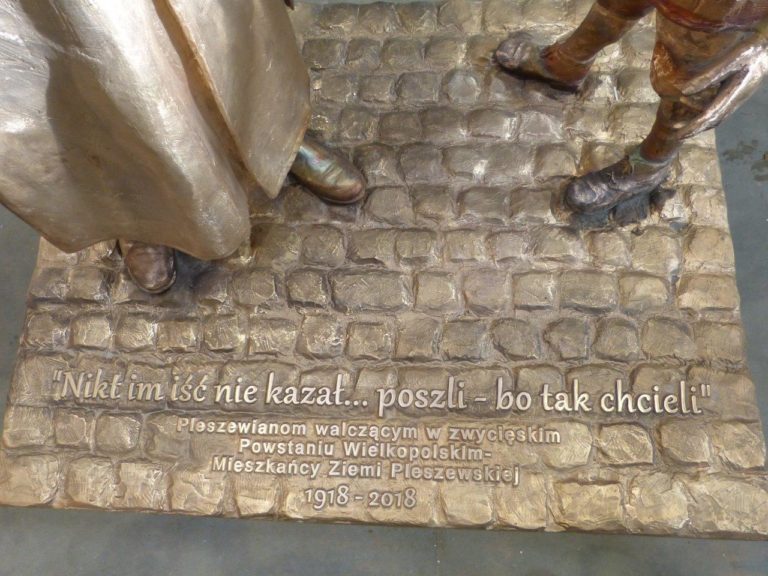 "Nikt im iść nie kazał... poszli - bo tak chcieli"
Pleszewianom walczącym w zwycięskim
Powstaniu Wielkopolskim-
Mieszkańcy Ziemi Pleszewskiej
1918 - 2018